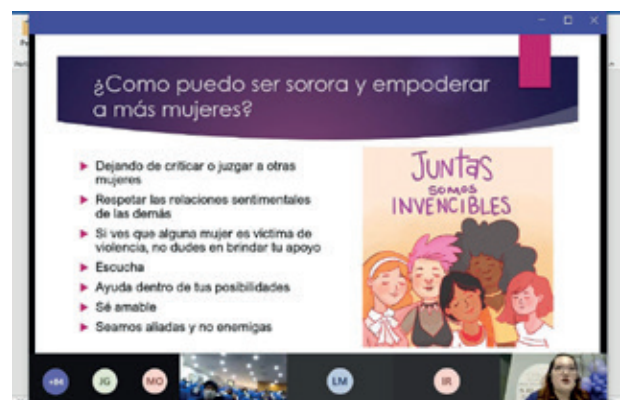 ¿Como puedo ser sorora y empoderar
a más mujeres?
Dejando de criticar o juzgar a otras
mujeres
Respetar las relaciones sentimentales
de las demás
Si ves que alguna mujer es víctima de
violencia, no dudes en brindar tu apoyo
Escucha
Ayuda dentro de tus posibilidades
Sé amable
Seamos aliadas y no enemigas
JUNTAS
SOMOS
INVENCIBLES
+84
JG
MO
LM
IR